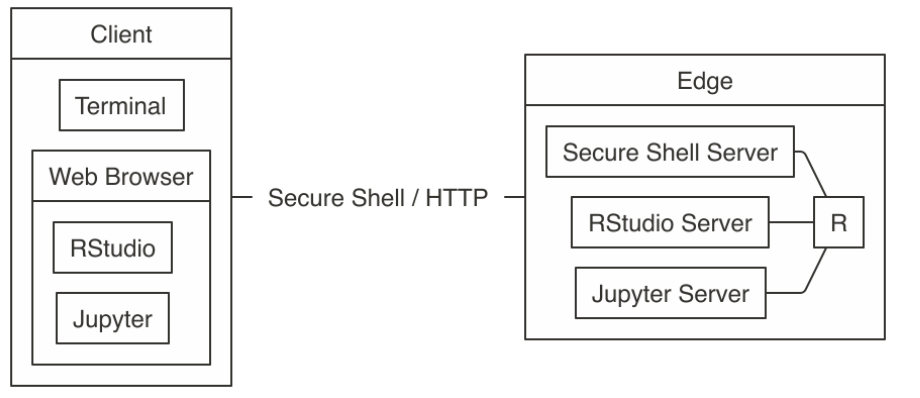 Client
Terminal
Web Browser
RStudio
Jupyter
Secure Shell / HTTP
Edge
Secure Shell Server
RStudio Server
R
Jupyter Server